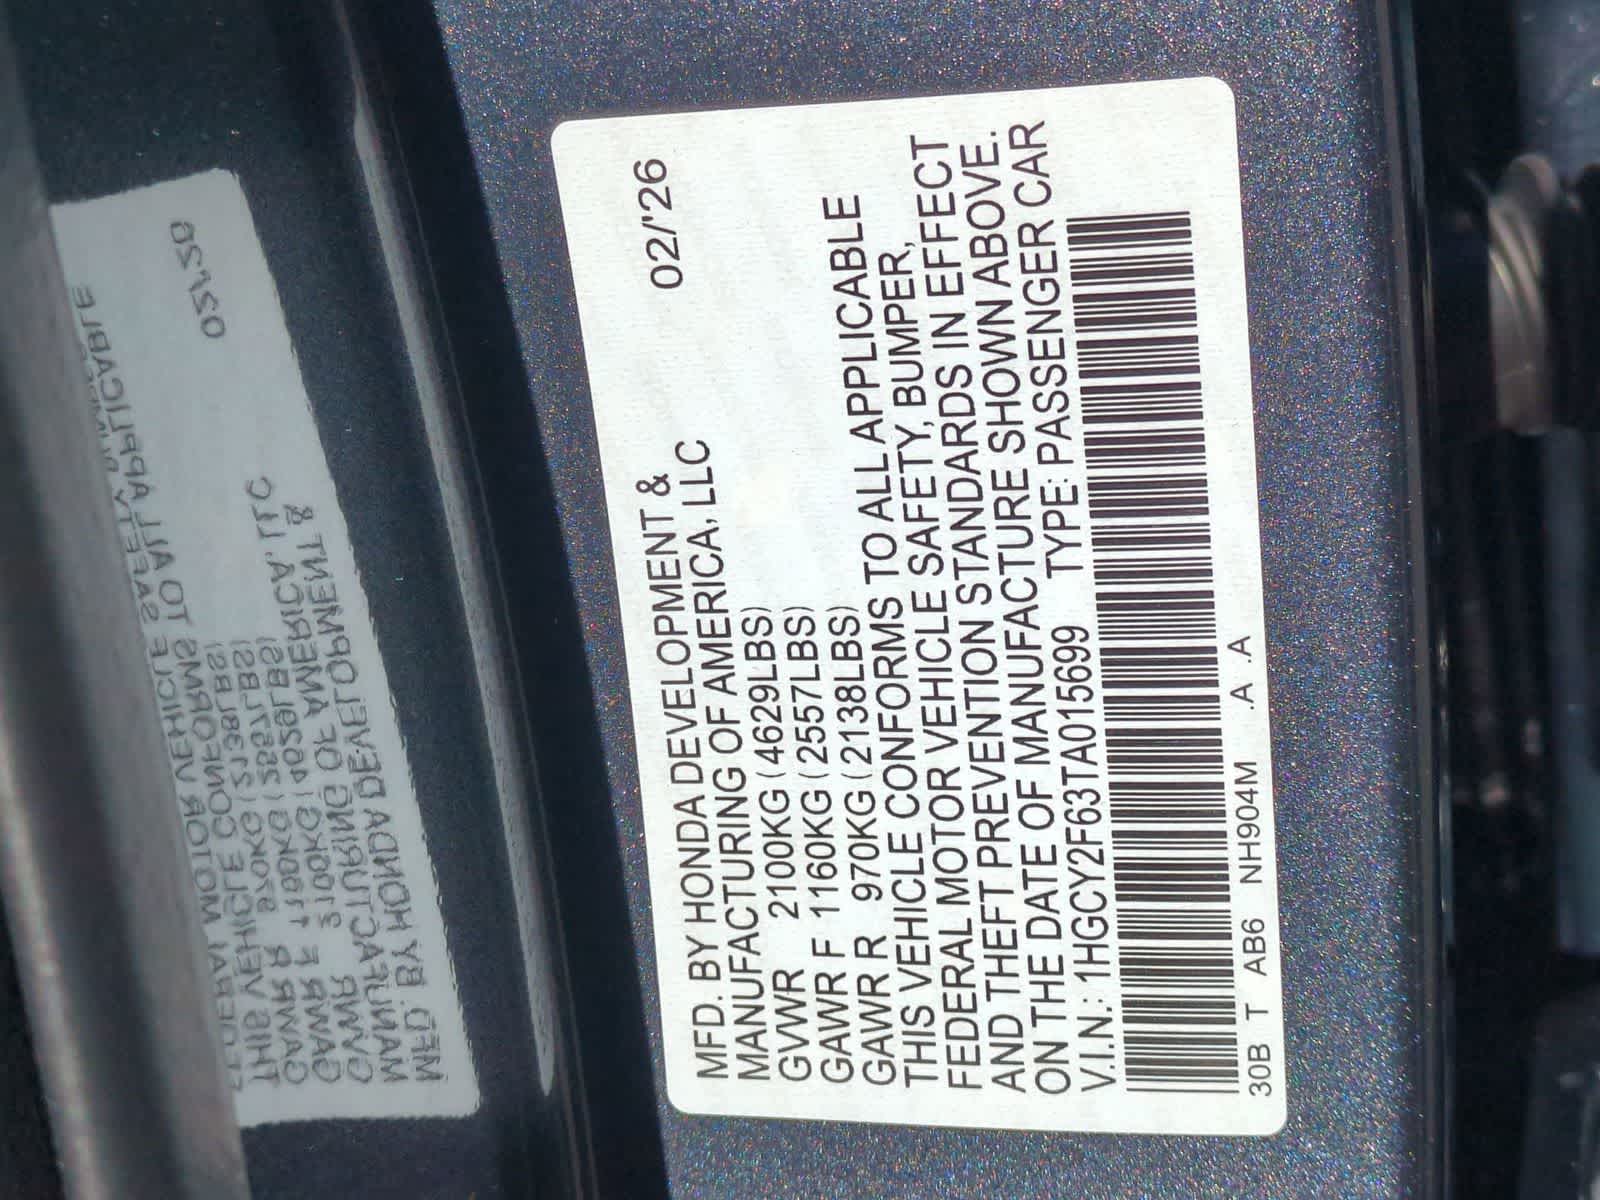 MFD. BY HONDA DEVELOPMENT & 02/'26
MANUFACTURING OF AMERICA, LLC
GVWR 2100KG (4629LBS)
GAWR F 1160KG (2557LBS)
GAWR R 970KG (2138LBS)
THIS VEHICLE CONFORMS TO ALL APPLICABLE
FEDERAL MOTOR VEHICLE SAFETY, BUMPER,
AND THEFT PREVENTION STANDARDS IN EFFECT
ON THE DATE OF MANUFACTURE SHOWN ABOVE.
V.I.N.: 1HGCY2F63TA015699 TYPE: PASSENGER CAR
30B T AB6 NH904M .A .A